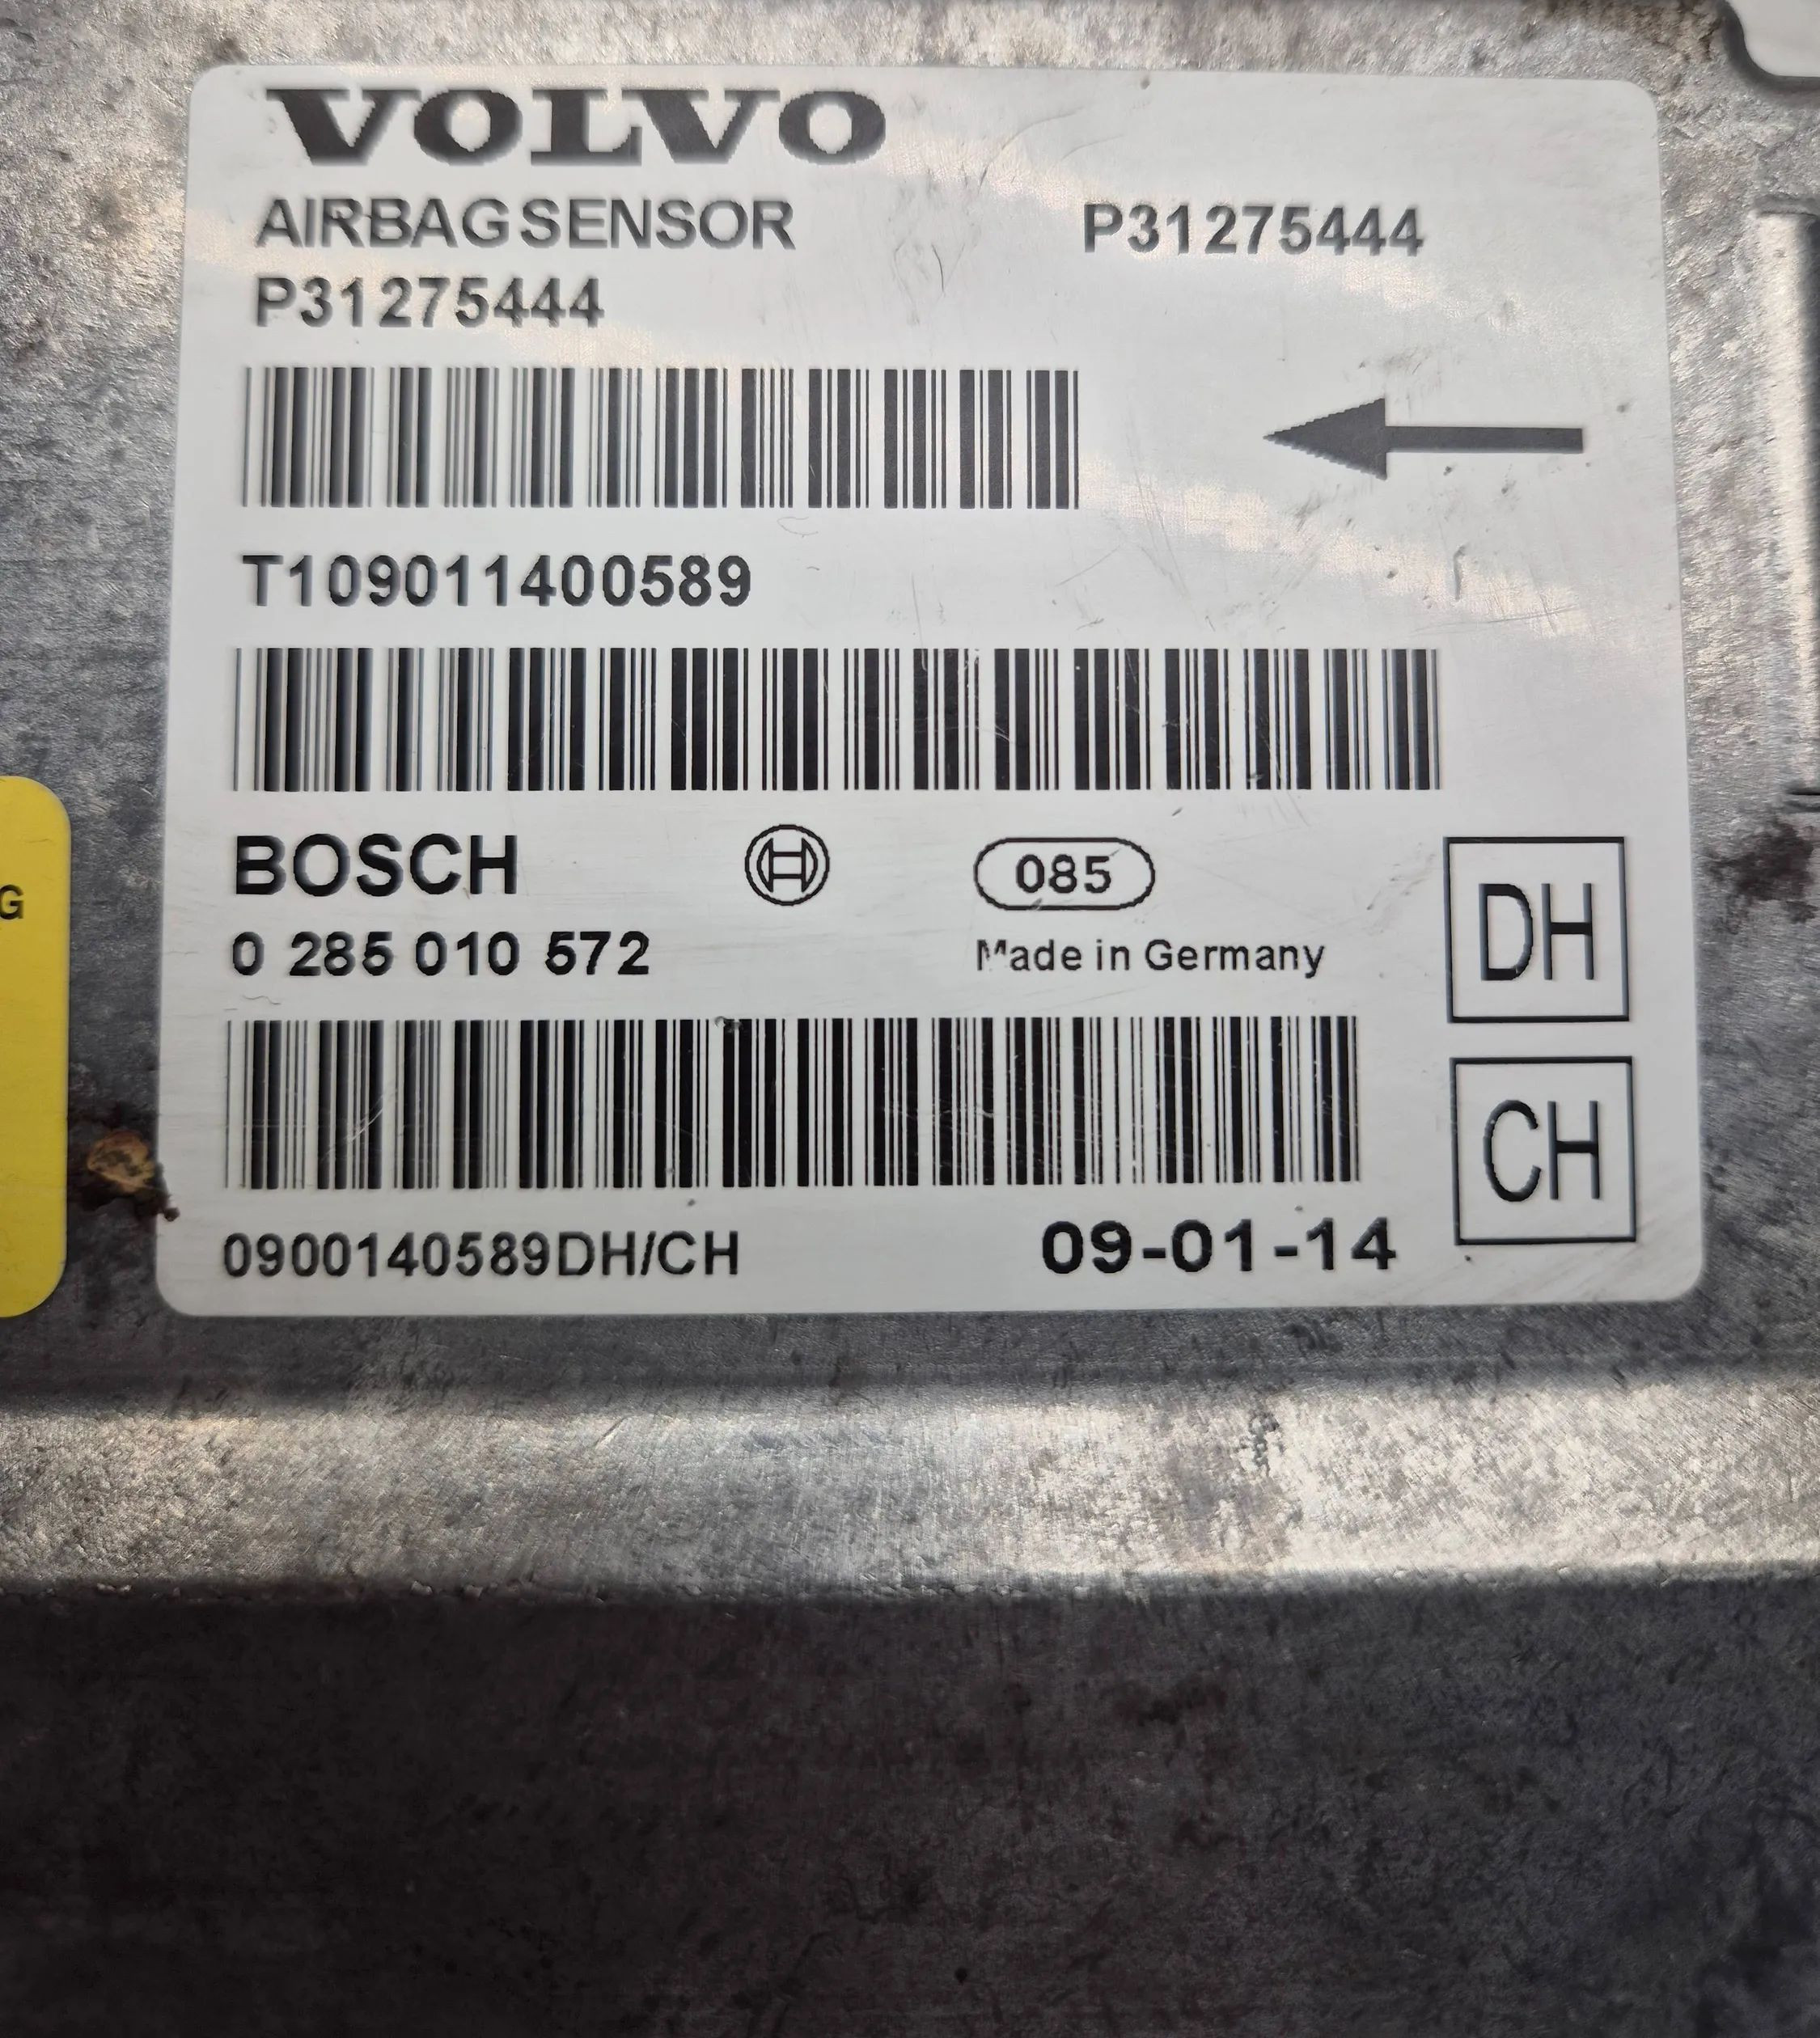 VOLVO
AIRBAGSENSOR P31275444
P31275444
T109011400589
BOSCH 085
0 285 010 572 Made in Germany
DH
CH
0900140589DH/CH 09-01-14
G